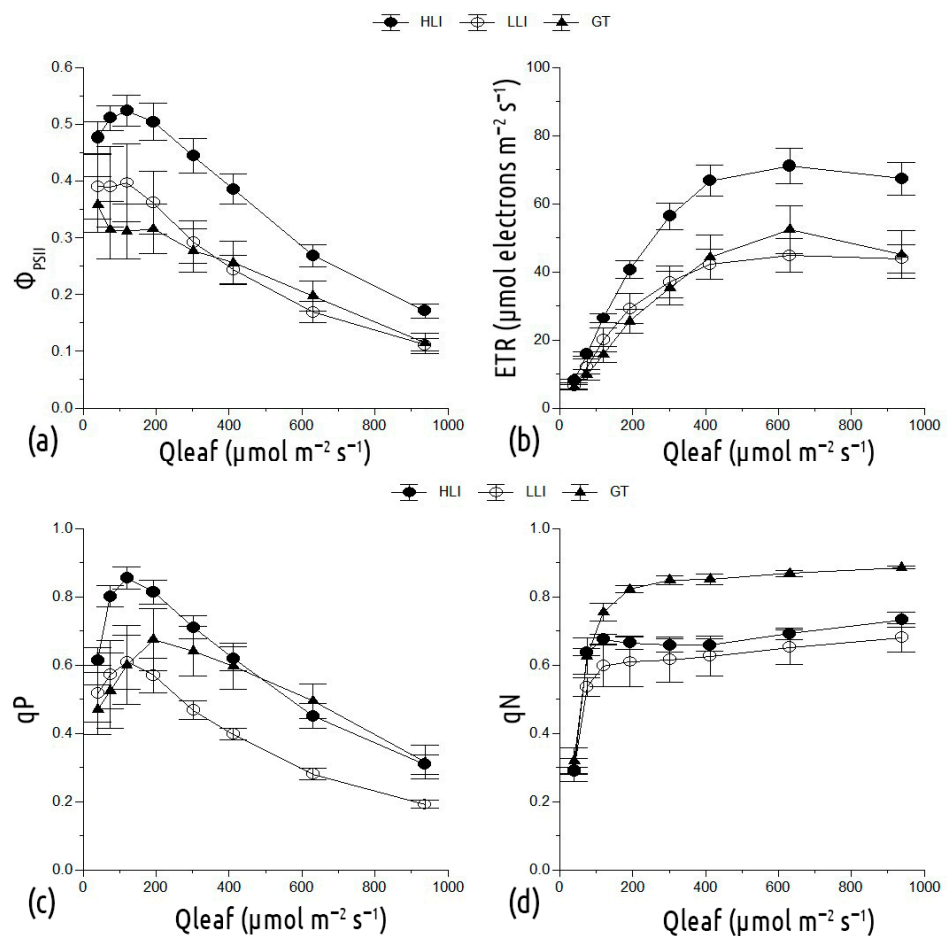 HLI LLI GT
0.6
0.5
0.4
0.3
0.2
0.1
0.0
Φ_PSII
0 200 400 600 800 1000
(a) Qleaf (µmol m⁻² s⁻¹)
100
80
60
40
20
0
ETR (µmol electrons m⁻² s⁻¹)
0 200 400 600 800 1000
(b) Qleaf (µmol m⁻² s⁻¹)
HLI LLI GT
1.0
0.8
0.6
0.4
0.2
0.0
qP
0 200 400 600 800 1000
(c) Qleaf (µmol m⁻² s⁻¹)
1.0
0.8
0.6
0.4
0.2
0.0
qN
0 200 400 600 800 1000
(d) Qleaf (µmol m⁻² s⁻¹)